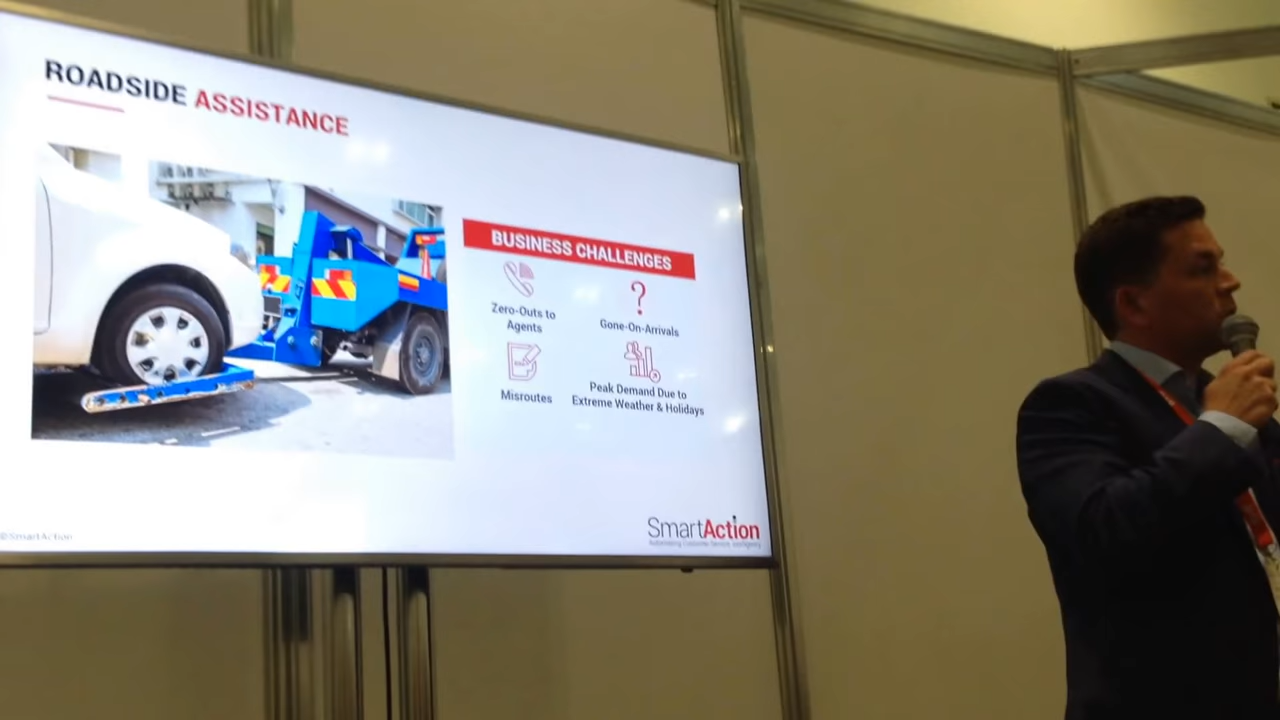 ROADSIDE ASSISTANCE
BUSINESS CHALLENGES
Zero-Outs to
Agents
Gone-On-Arrivals
Misroutes
Peak Demand Due to
Extreme Weather & Holidays
@SmartAction
SmartAction